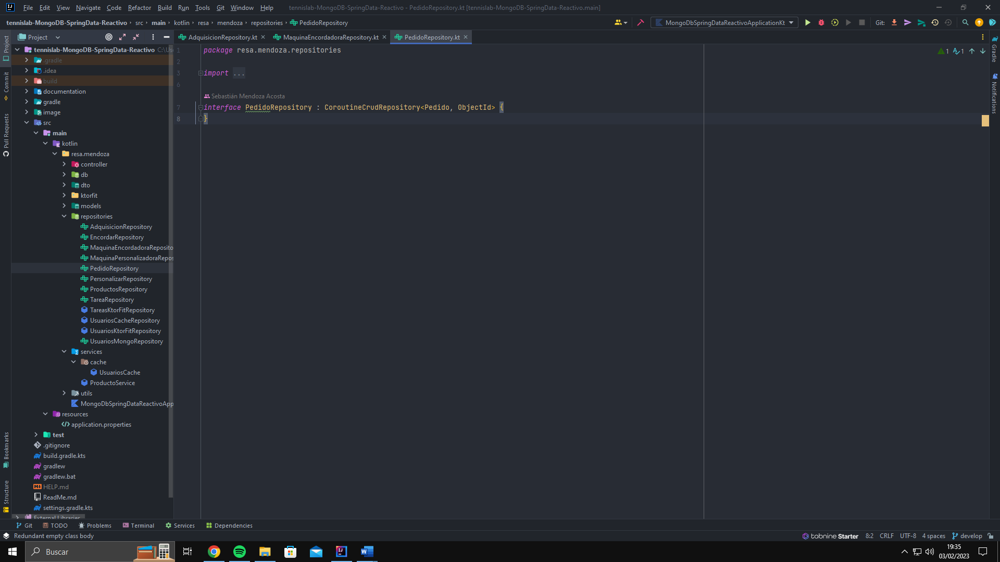 File Edit View Navigate Code Refactor Build Run Tools Git Window Help tennislab-MongoDB-SpringData-Reactivo - PedidoRepository.kt [tennislab-MongoDB-SpringData-Reactivo.main]
tennislab-MongoDB-SpringData-Reactivo src main kotlin resa mendoza repositories PedidoRepository MongoDbSpringDataReactivoApplicationKt Git:
Project AdquisicionRepository.kt MaquinaEncordadoraRepository.kt PedidoRepository.kt
Project
Commit
Pull Requests
Bookmarks
Structure
tennislab-MongoDB-SpringData-Reactivo C:\Us
.gradle
.idea
build
documentation
gradle
image
src
main
kotlin
resa.mendoza
controller
db
dto
ktorfit
models
repositories
AdquisicionRepository
EncordarRepository
MaquinaEncordadoraReposito
MaquinaPersonalizadoraRepos
PedidoRepository
PersonalizarRepository
ProductosRepository
TareaRepository
TareasKtorFitRepository
UsuariosCacheRepository
UsuariosKtorFitRepository
UsuariosMongoRepository
services
cache
UsuariosCache
ProductoService
utils
MongoDbSpringDataReactivoApp
resources
application.properties
test
.gitignore
build.gradle.kts
gradlew
gradlew.bat
HELP.md
ReadMe.md
settings.gradle.kts
External Libraries
1 package resa.mendoza.repositories
2
3 import ...
6
Sebastián Mendoza Acosta
7 interface PedidoRepository : CoroutineCrudRepository<Pedido, ObjectId> {
8 }
1 1
Gradle
Notifications
Git TODO Problems Terminal Services Dependencies
Redundant empty class body tabnine Starter 8:2 CRLF UTF-8 4 spaces develop
Buscar
19:35
03/02/2023